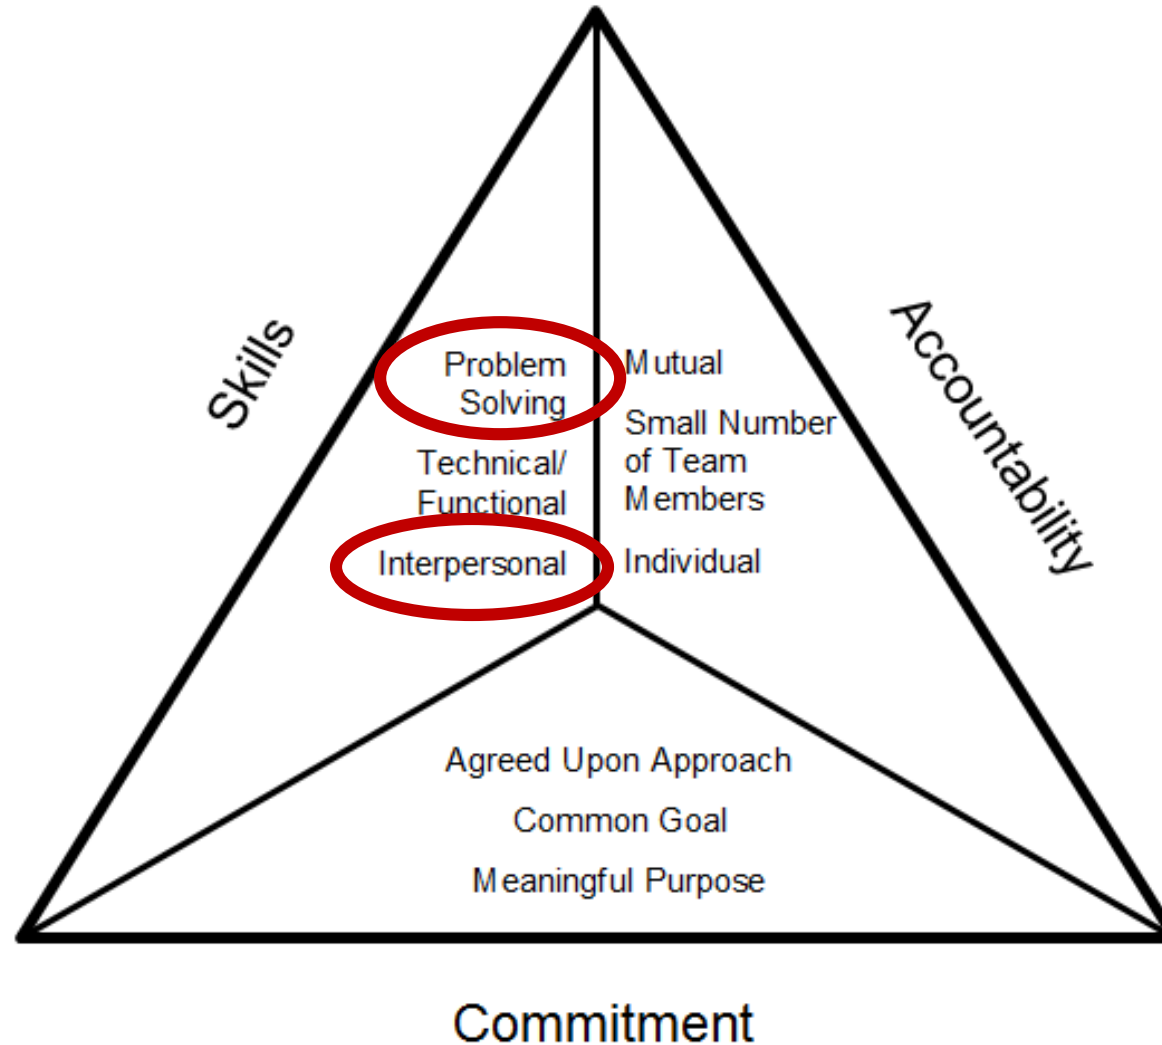 Skills
Problem
Solving
Technical/
Functional
Interpersonal
Mutual
Small Number
of Team
Members
Individual
Accountability
Agreed Upon Approach
Common Goal
Meaningful Purpose
Commitment